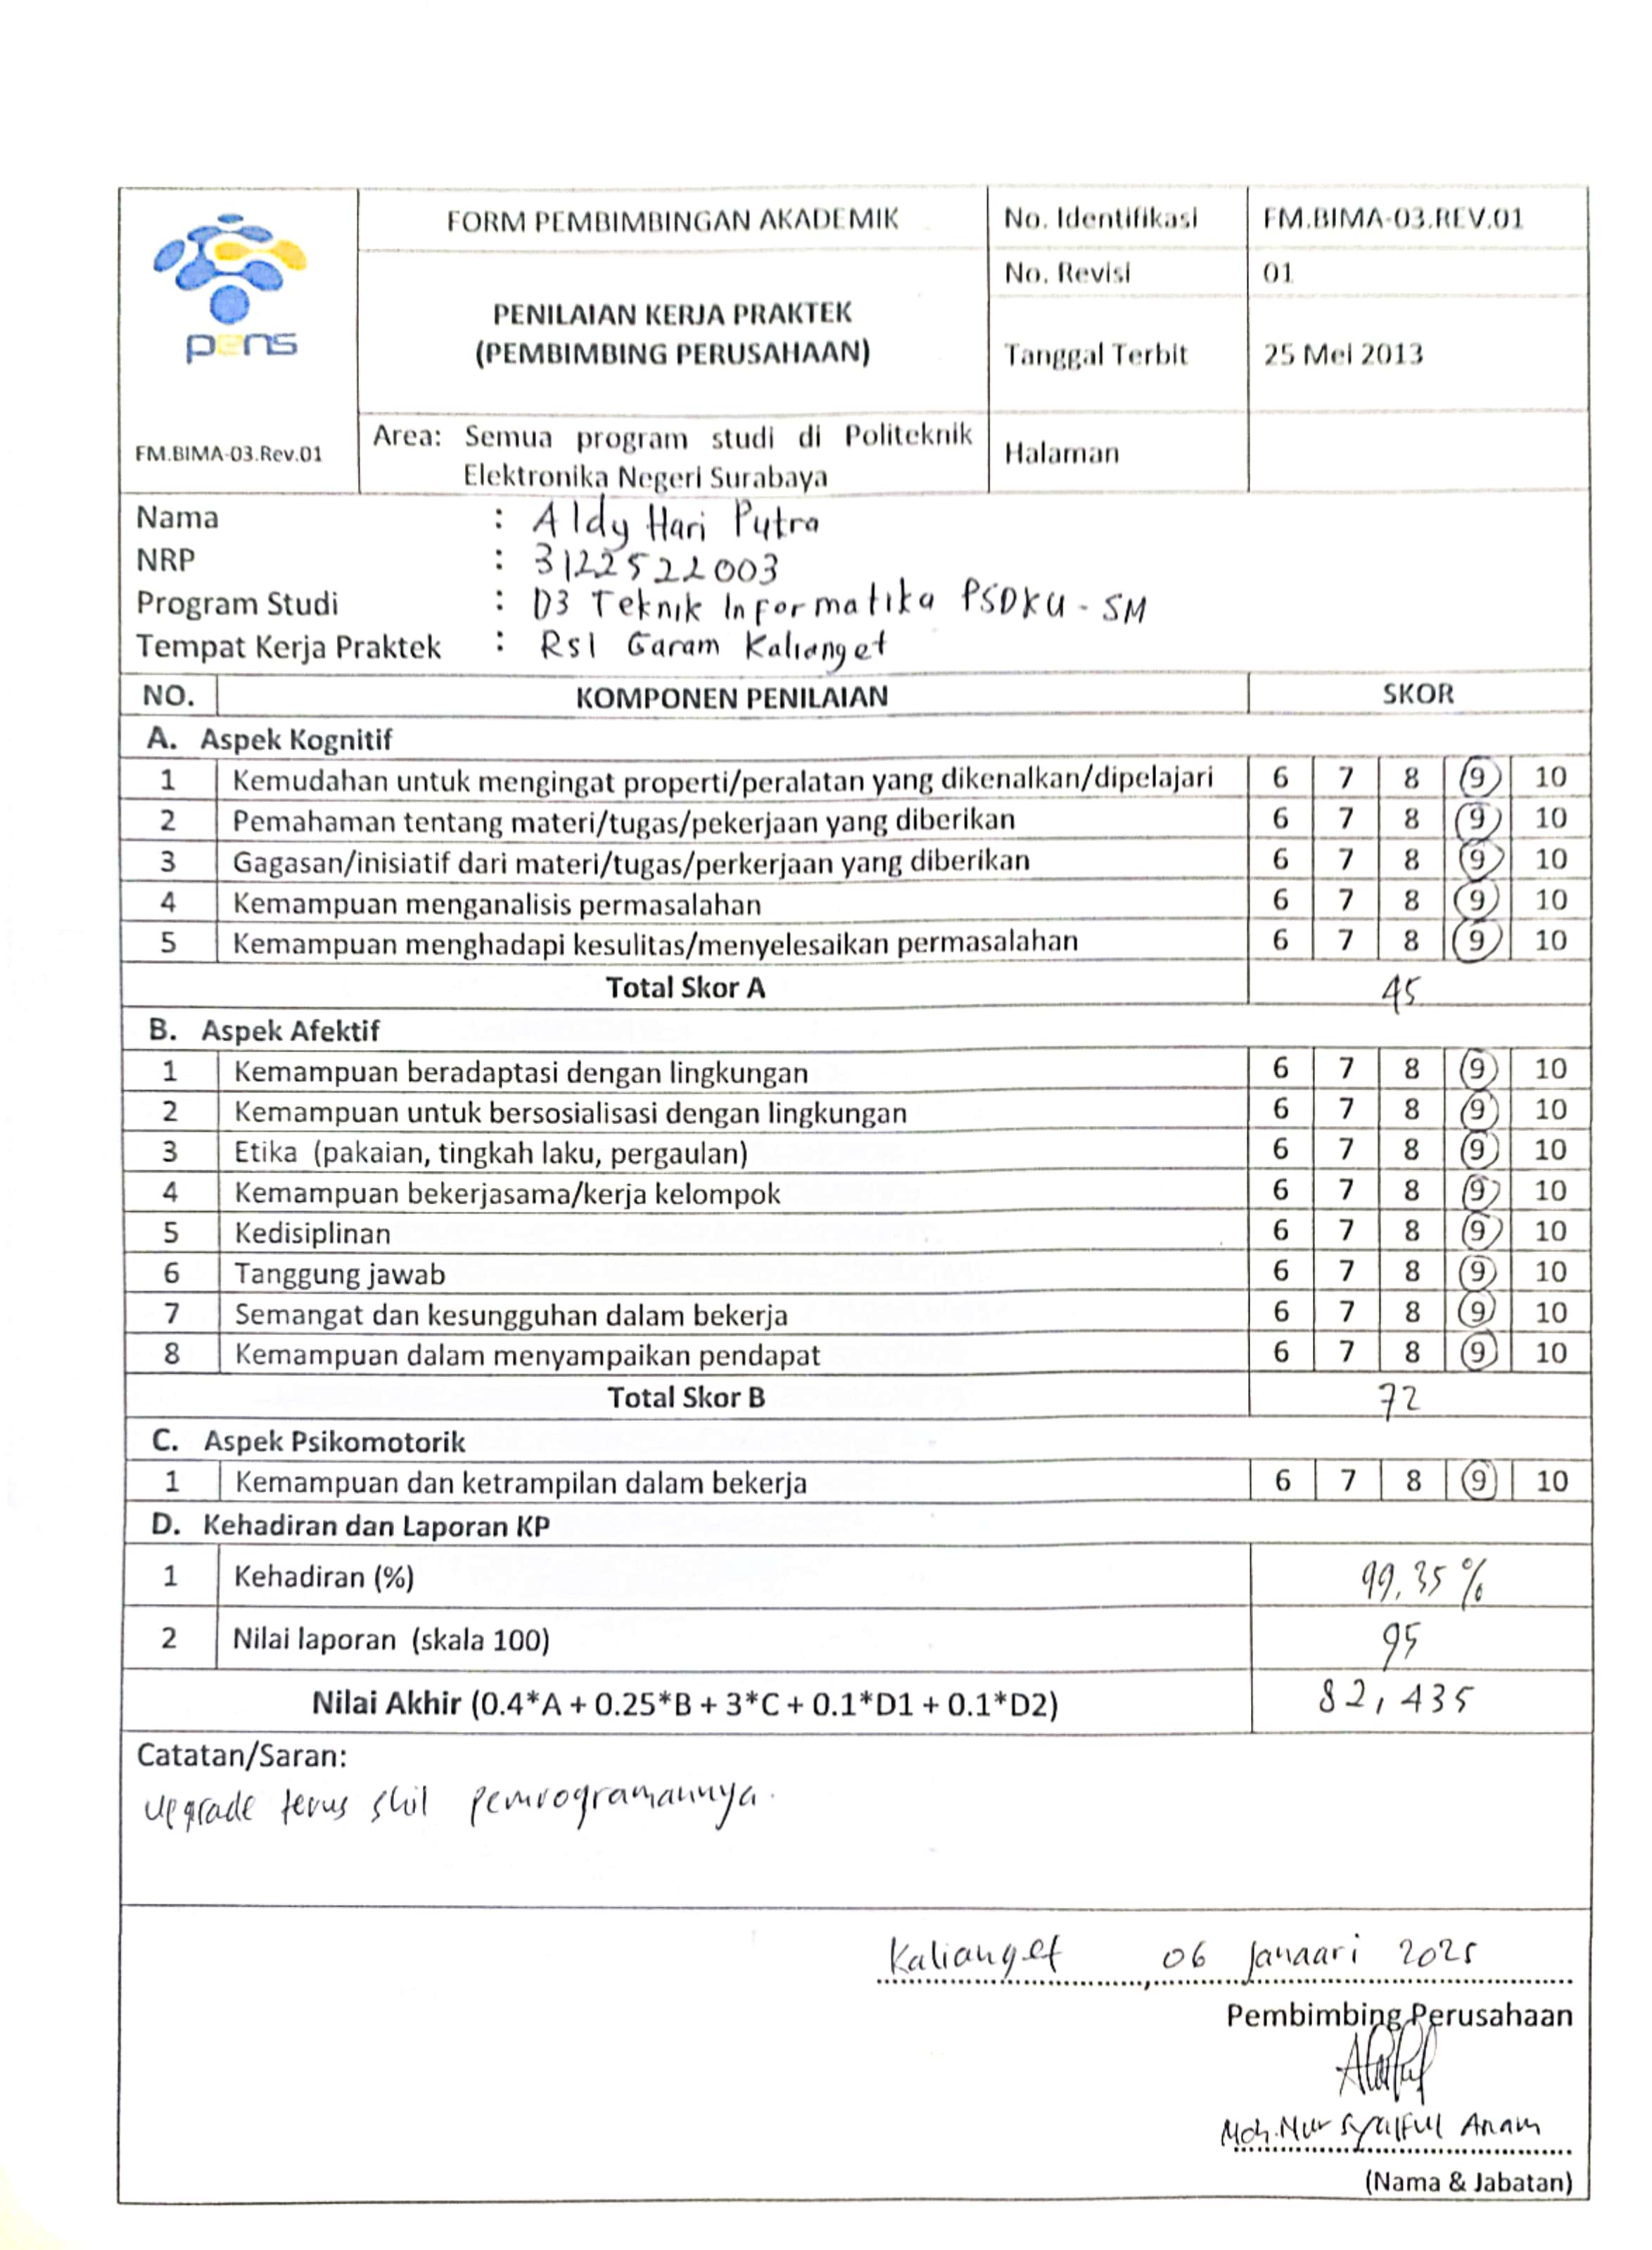 pens
FM.BIMA-03.Rev.01
FORM PEMBIMBINGAN AKADEMIK
PENILAIAN KERJA PRAKTEK
(PEMBIMBING PERUSAHAAN)
Area: Semua program studi di Politeknik
Elektronika Negeri Surabaya
No. Identifikasi FM.BIMA-03.REV.01
No. Revisi 01
Tanggal Terbit 25 Mei 2013
Halaman
Nama : Aldy Hari Putra
NRP : 3122522003
Program Studi : D3 Teknik Informatika PSDKU - SM
Tempat Kerja Praktek : RSI Garam Kalianget
NO. KOMPONEN PENILAIAN SKOR
A. Aspek Kognitif
1 Kemudahan untuk mengingat properti/peralatan yang dikenalkan/dipelajari 6 7 8 9 10
2 Pemahaman tentang materi/tugas/pekerjaan yang diberikan 6 7 8 9 10
3 Gagasan/inisiatif dari materi/tugas/perkerjaan yang diberikan 6 7 8 9 10
4 Kemampuan menganalisis permasalahan 6 7 8 9 10
5 Kemampuan menghadapi kesulitas/menyelesaikan permasalahan 6 7 8 9 10
Total Skor A 45
B. Aspek Afektif
1 Kemampuan beradaptasi dengan lingkungan 6 7 8 9 10
2 Kemampuan untuk bersosialisasi dengan lingkungan 6 7 8 9 10
3 Etika (pakaian, tingkah laku, pergaulan) 6 7 8 9 10
4 Kemampuan bekerjasama/kerja kelompok 6 7 8 9 10
5 Kedisiplinan 6 7 8 9 10
6 Tanggung jawab 6 7 8 9 10
7 Semangat dan kesungguhan dalam bekerja 6 7 8 9 10
8 Kemampuan dalam menyampaikan pendapat 6 7 8 9 10
Total Skor B 72
C. Aspek Psikomotorik
1 Kemampuan dan ketrampilan dalam bekerja 6 7 8 9 10
D. Kehadiran dan Laporan KP
1 Kehadiran (%) 99,35 %
2 Nilai laporan (skala 100) 95
Nilai Akhir (0.4*A + 0.25*B + 3*C + 0.1*D1 + 0.1*D2) 82,435
Catatan/Saran:
upgrade terus skil pemrogramannya.
Kalianget, 06 Januari 2025
Pembimbing Perusahaan
Moh. Nur Syaiful Anam
(Nama & Jabatan)